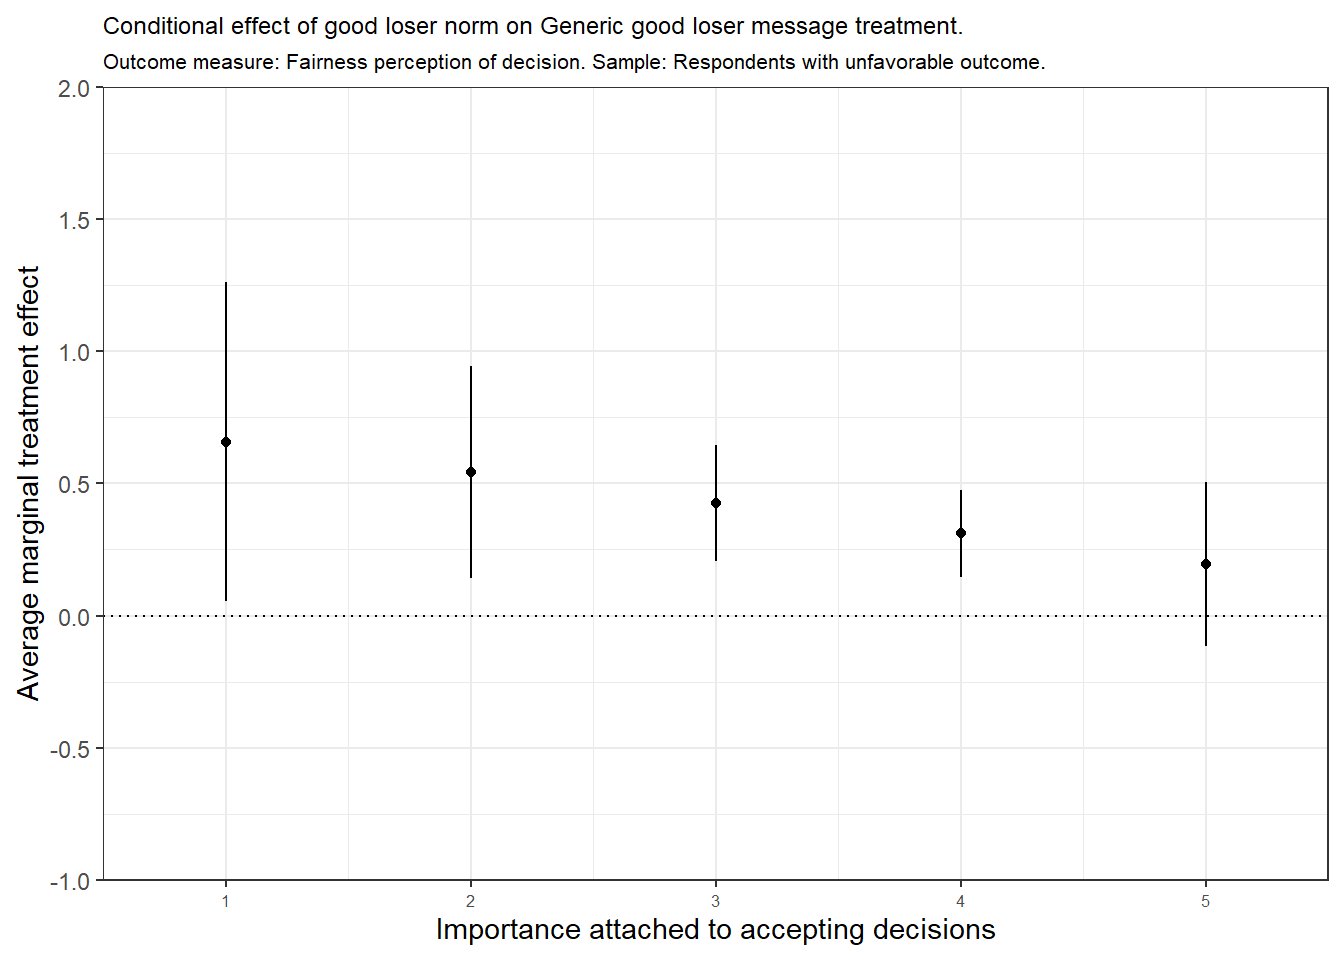 Conditional effect of good loser norm on Generic good loser message treatment.
Outcome measure: Fairness perception of decision. Sample: Respondents with unfavorable outcome.
2.0
1.5
1.0
0.5
0.0
-0.5
-1.0
Average marginal treatment effect
1 2 3 4 5
Importance attached to accepting decisions